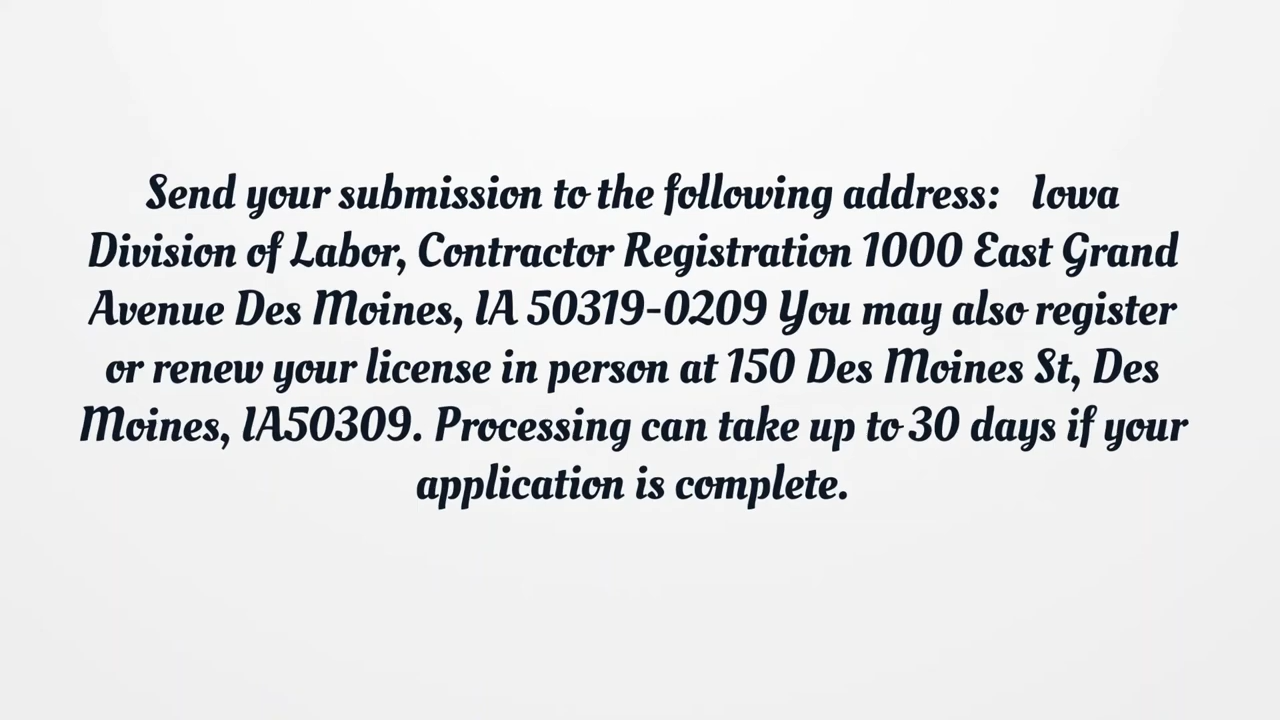 Send your submission to the following address:   Iowa
Division of Labor, Contractor Registration 1000 East Grand
Avenue Des Moines, IA 50319-0209 You may also register
or renew your license in person at 150 Des Moines St, Des
Moines, IA50309. Processing can take up to 30 days if your
application is complete.